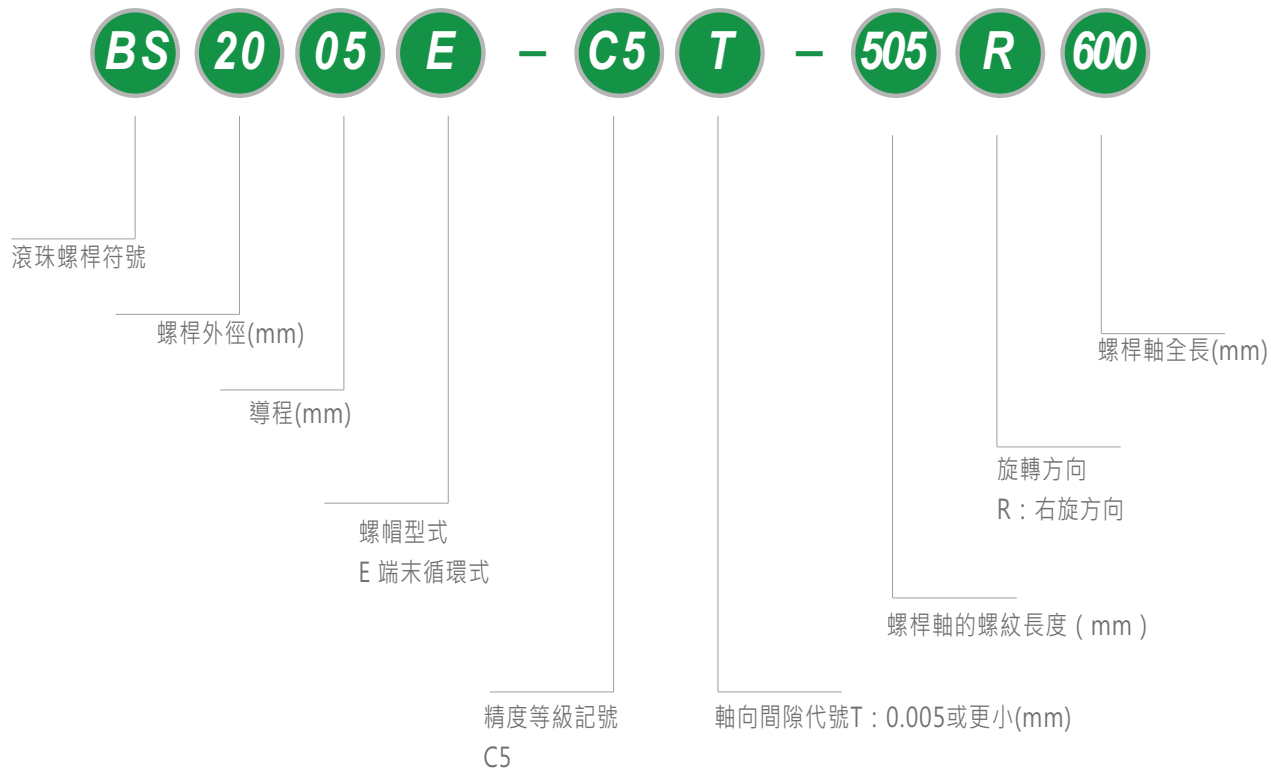 BS 20 05 E – C5 T – 505 R 600
滾珠螺桿符號
螺桿外徑(mm)
螺桿軸全長(mm)
導程(mm)
旋轉方向
R：右旋方向
螺帽型式
E 端末循環式
螺桿軸的螺紋長度 ( mm )
精度等級記號
C5
軸向間隙代號T：0.005或更小(mm)